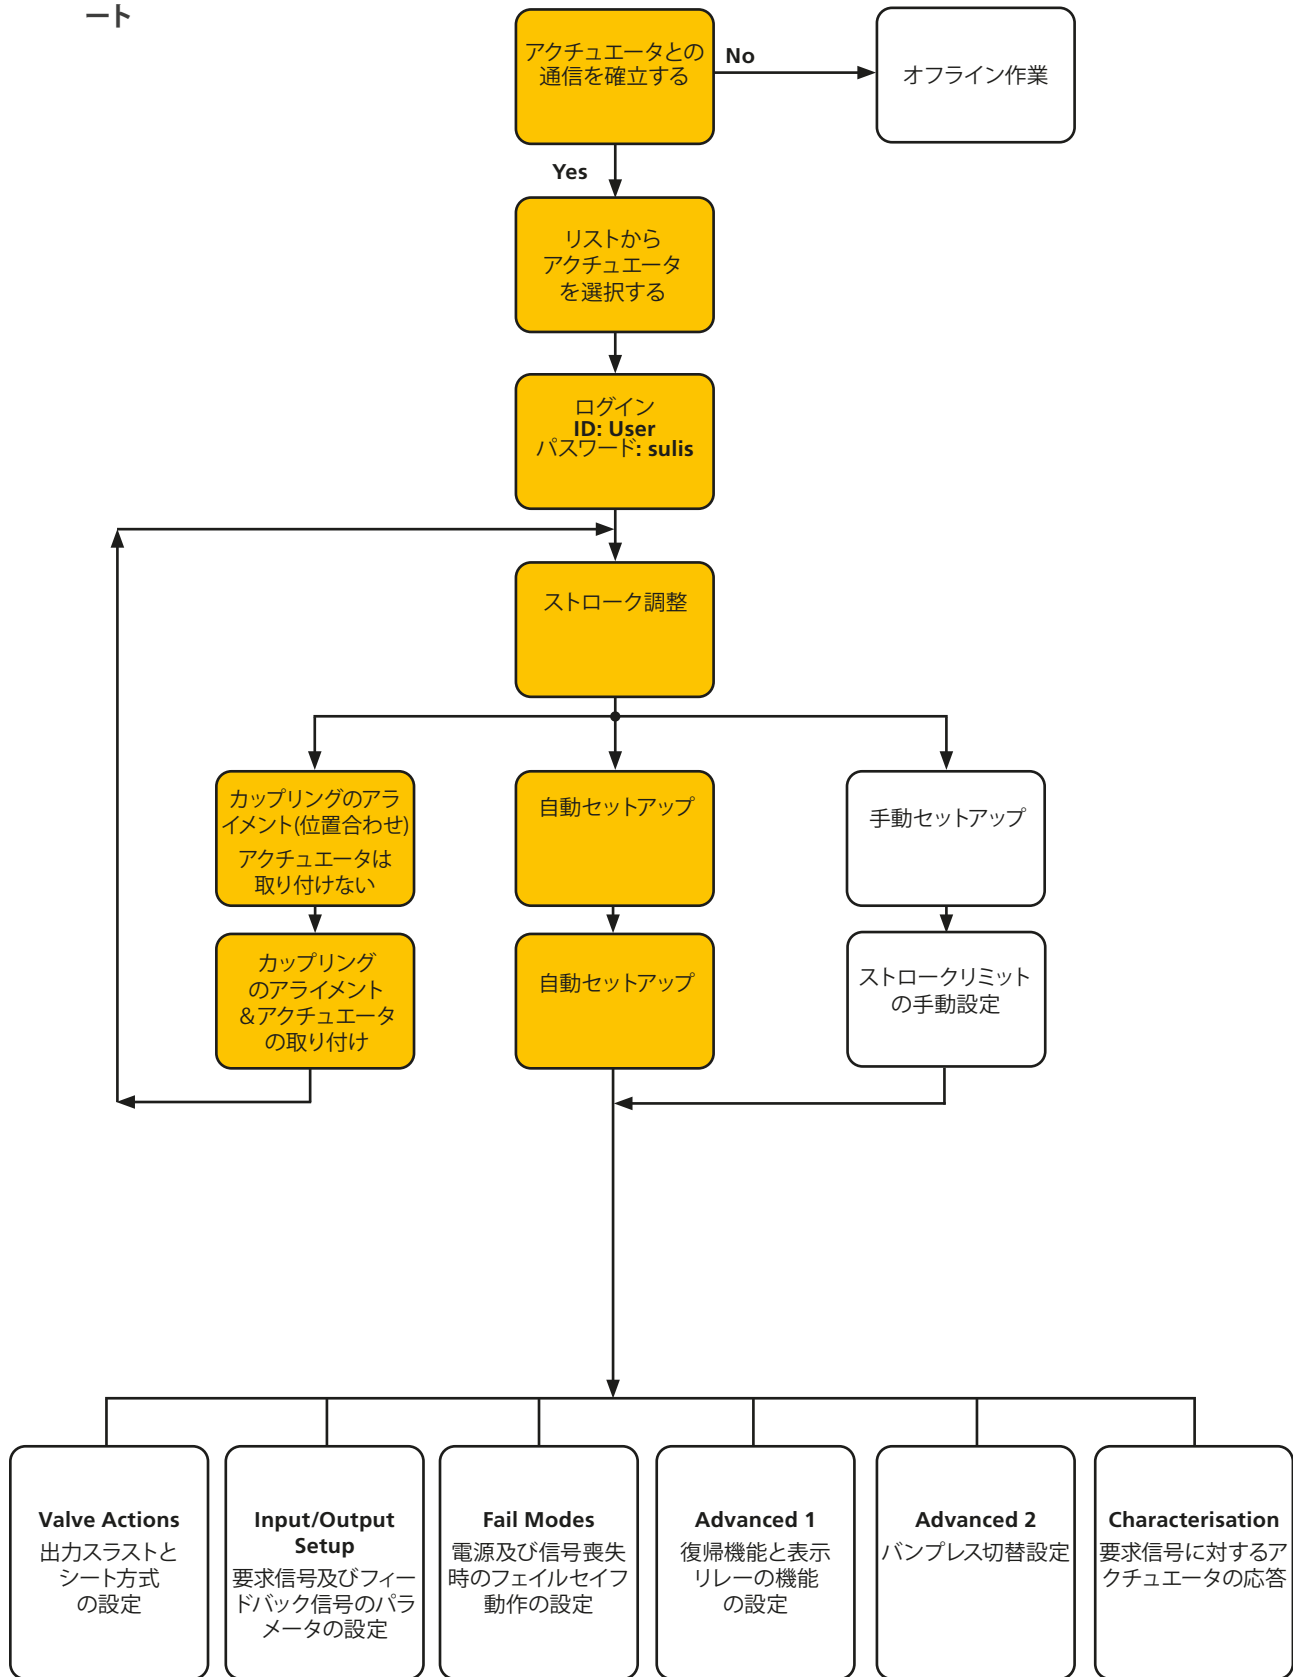 ート
アクチュエータとの
通信を確立する
No
オフライン作業
Yes
リストから
アクチュエータ
を選択する
ログイン
ID: User
パスワード: sulis
ストローク調整
カップリングのアラ
イメント(位置合わせ)
アクチュエータは
取り付けない
自動セットアップ
手動セットアップ
カップリング
のアライメント
＆アクチュエータ
の取り付け
自動セットアップ
ストロークリミット
の手動設定
Valve Actions
出力スラストと
シート方式
の設定
Input/Output
Setup
要求信号及びフィー
ドバック信号のパラ
メータの設定
Fail Modes
電源及び信号喪失
時のフェイルセイフ
動作の設定
Advanced 1
復帰機能と表示
リレーの機能
の設定
Advanced 2
バンプレス切替設定
Characterisation
要求信号に対するア
クチュエータの応答